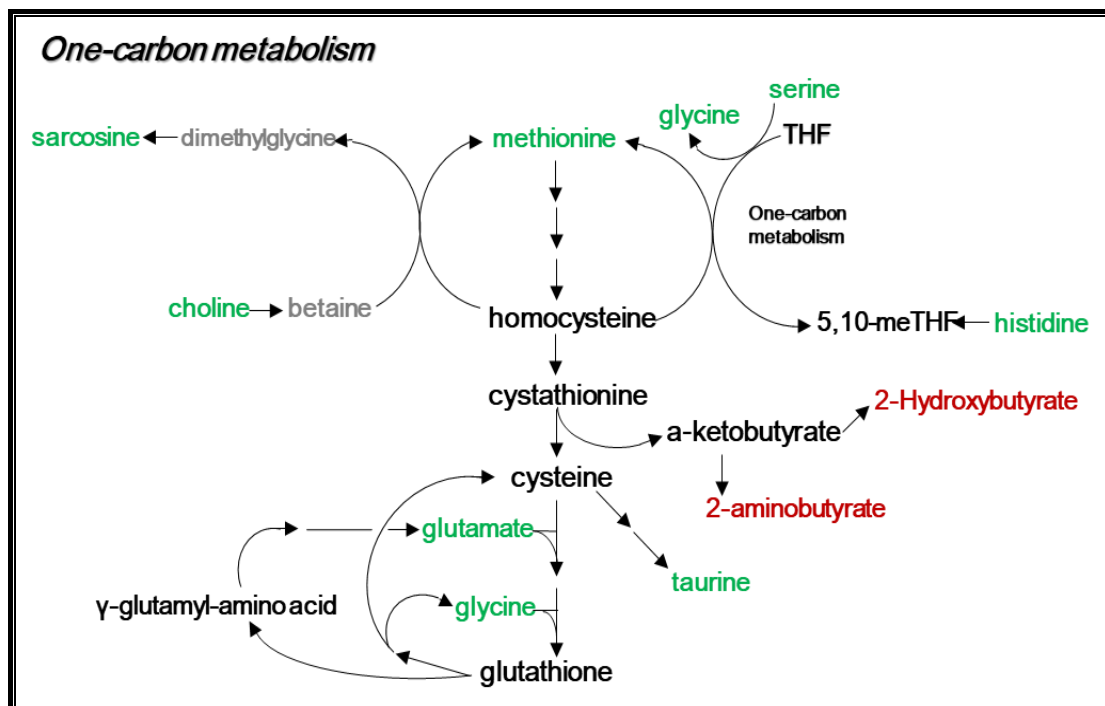 One-carbon metabolism
serine
glycine
THF
sarcosine
dimethylglycine
methionine
One-carbon
metabolism
choline
betaine
homocysteine
5,10-meTHF
histidine
cystathionine
2-Hydroxybutyrate
a-ketobutyrate
cysteine
2-aminobutyrate
glutamate
taurine
γ-glutamyl-amino acid
glycine
glutathione